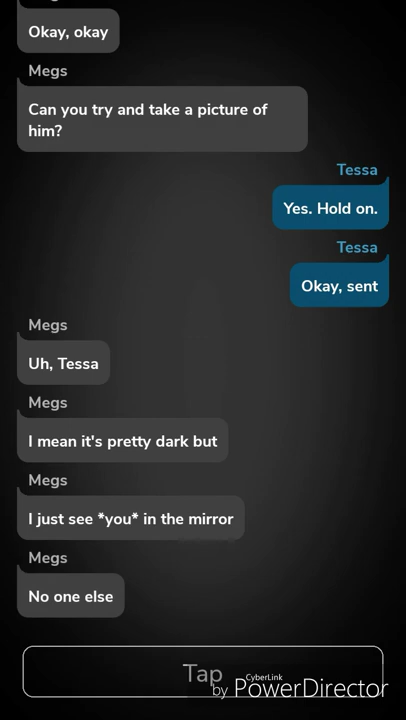 Okay, okay
Megs
Can you try and take a picture of
him?
Tessa
Yes. Hold on.
Tessa
Okay, sent
Megs
Uh, Tessa
Megs
I mean it's pretty dark but
Megs
I just see *you* in the mirror
Megs
No one else
Tap
by CyberLink
PowerDirector